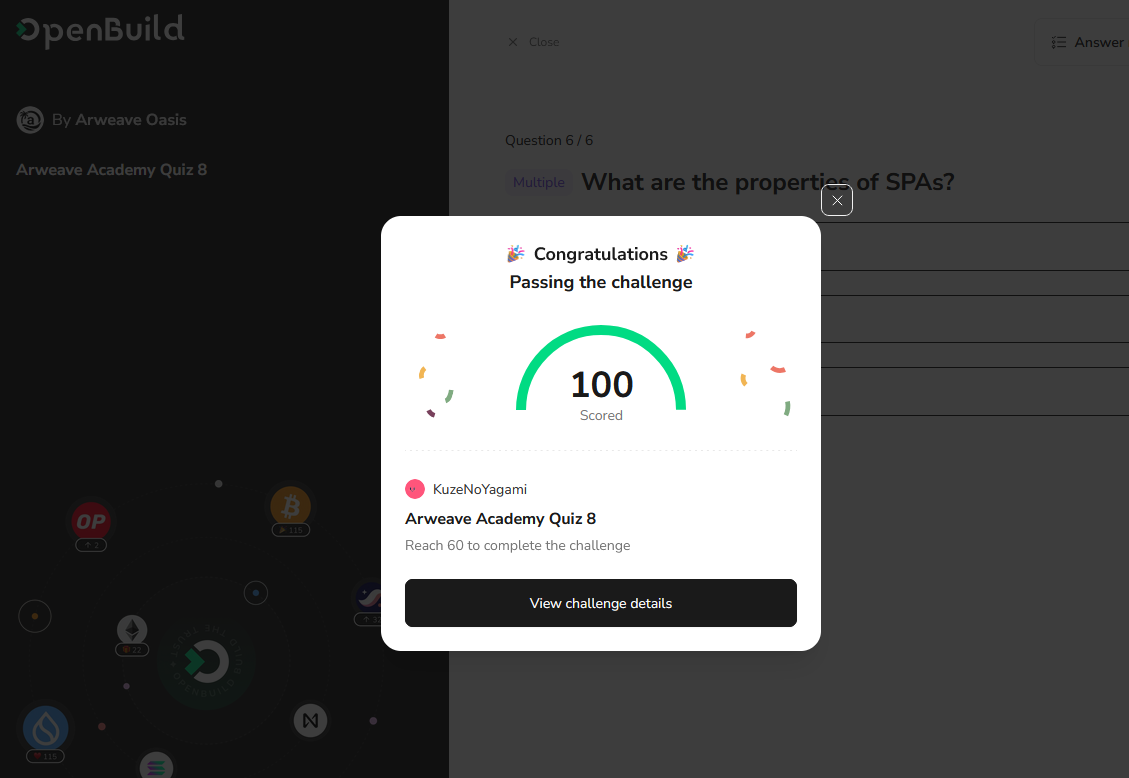 OpenBuild
Close
Answer
By Arweave Oasis
Arweave Academy Quiz 8
Question 6 / 6
Multiple
What are the properties of SPAs?
🎉 Congratulations 🎉
Passing the challenge
100
Scored
KuzeNoYagami
Arweave Academy Quiz 8
Reach 60 to complete the challenge
View challenge details
OP
2
115
22
115